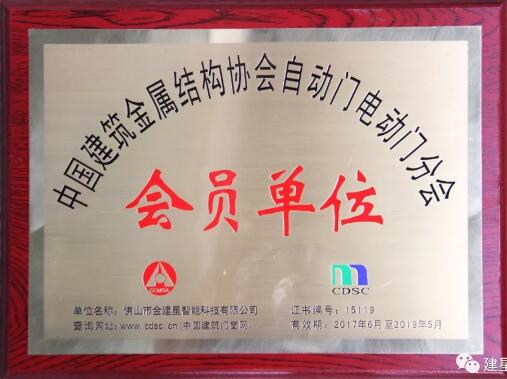 中国建筑金属结构协会自动门电动门分会
会员单位
CDSC
单位名称：佛山市金建星智能科技有限公司
证书编号：15119
查询网址：www.cdsc.cn(中国建筑门窗网)
有效期：2017年6月至2019年5月
建星